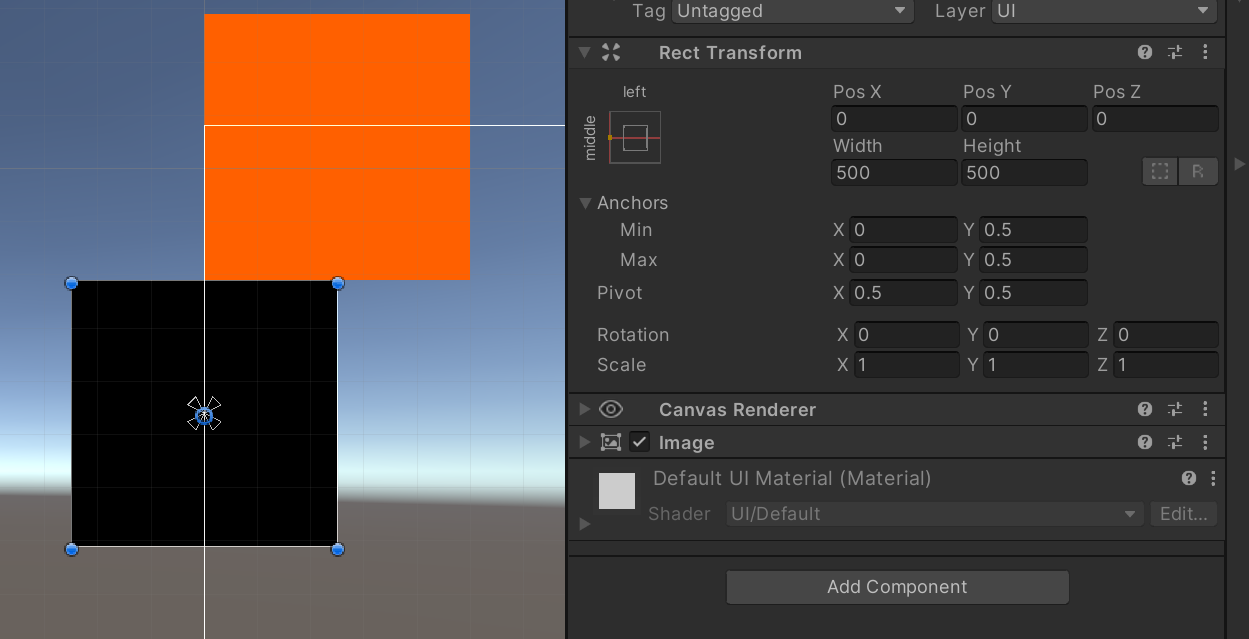 Tag Untagged Layer UI
Rect Transform
left
middle
Pos X Pos Y Pos Z
0 0 0
Width Height
500 500
R
Anchors
Min X 0 Y 0.5
Max X 0 Y 0.5
Pivot X 0.5 Y 0.5
Rotation X 0 Y 0 Z 0
Scale X 1 Y 1 Z 1
Canvas Renderer
Image
Default UI Material (Material)
Shader UI/Default Edit...
Add Component